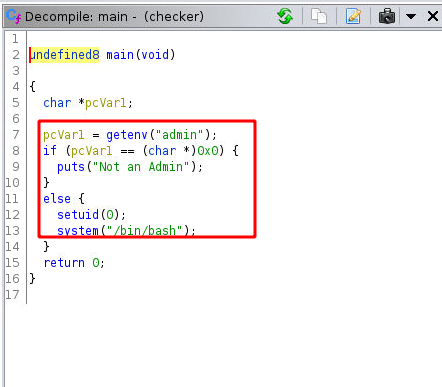 Decompile: main - (checker)
1
2 undefined8 main(void)
3
4 {
5 char *pcVar1;
6
7 pcVar1 = getenv("admin");
8 if (pcVar1 == (char *)0x0) {
9 puts("Not an Admin");
10 }
11 else {
12 setuid(0);
13 system("/bin/bash");
14 }
15 return 0;
16 }
17